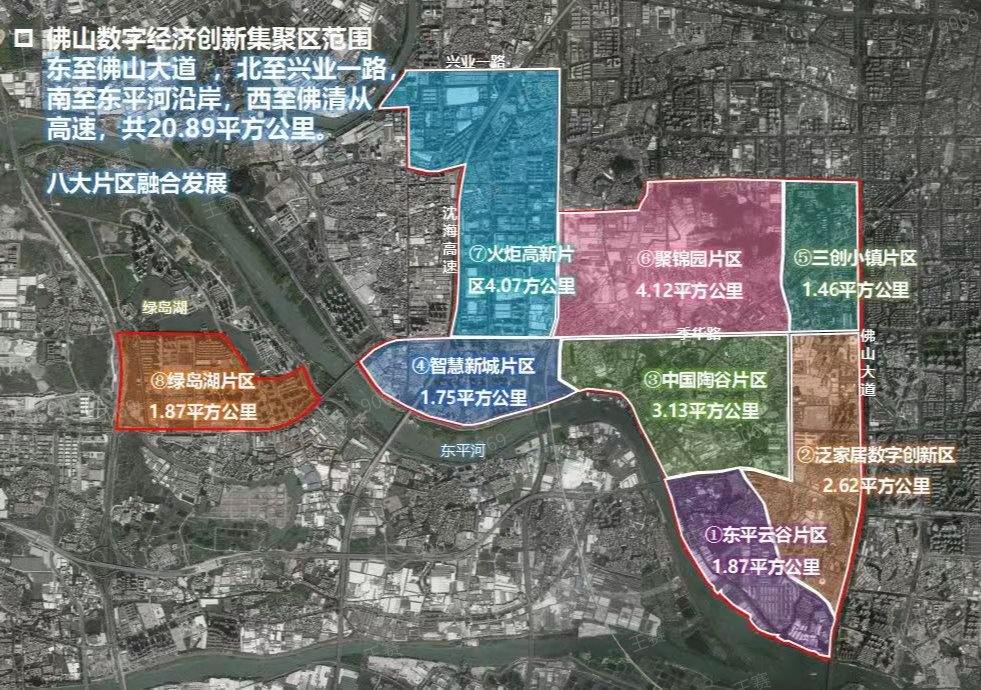 佛山数字经济创新集聚区范围
东至佛山大道 ，北至兴业一路，
南至东平河沿岸，西至佛清从
高速，共20.89平方公里。
八大片区融合发展
兴业一路
沈海高速
⑦火炬高新片
区4.07方公里
⑥聚锦园片区
4.12平方公里
⑤三创小镇片区
1.46平方公里
绿岛湖
季华路
佛山大道
④智慧新城片区
1.75平方公里
③中国陶谷片区
3.13平方公里
⑧绿岛湖片区
1.87平方公里
东平河
②泛家居数字创新区
2.62平方公里
①东平云谷片区
1.87平方公里